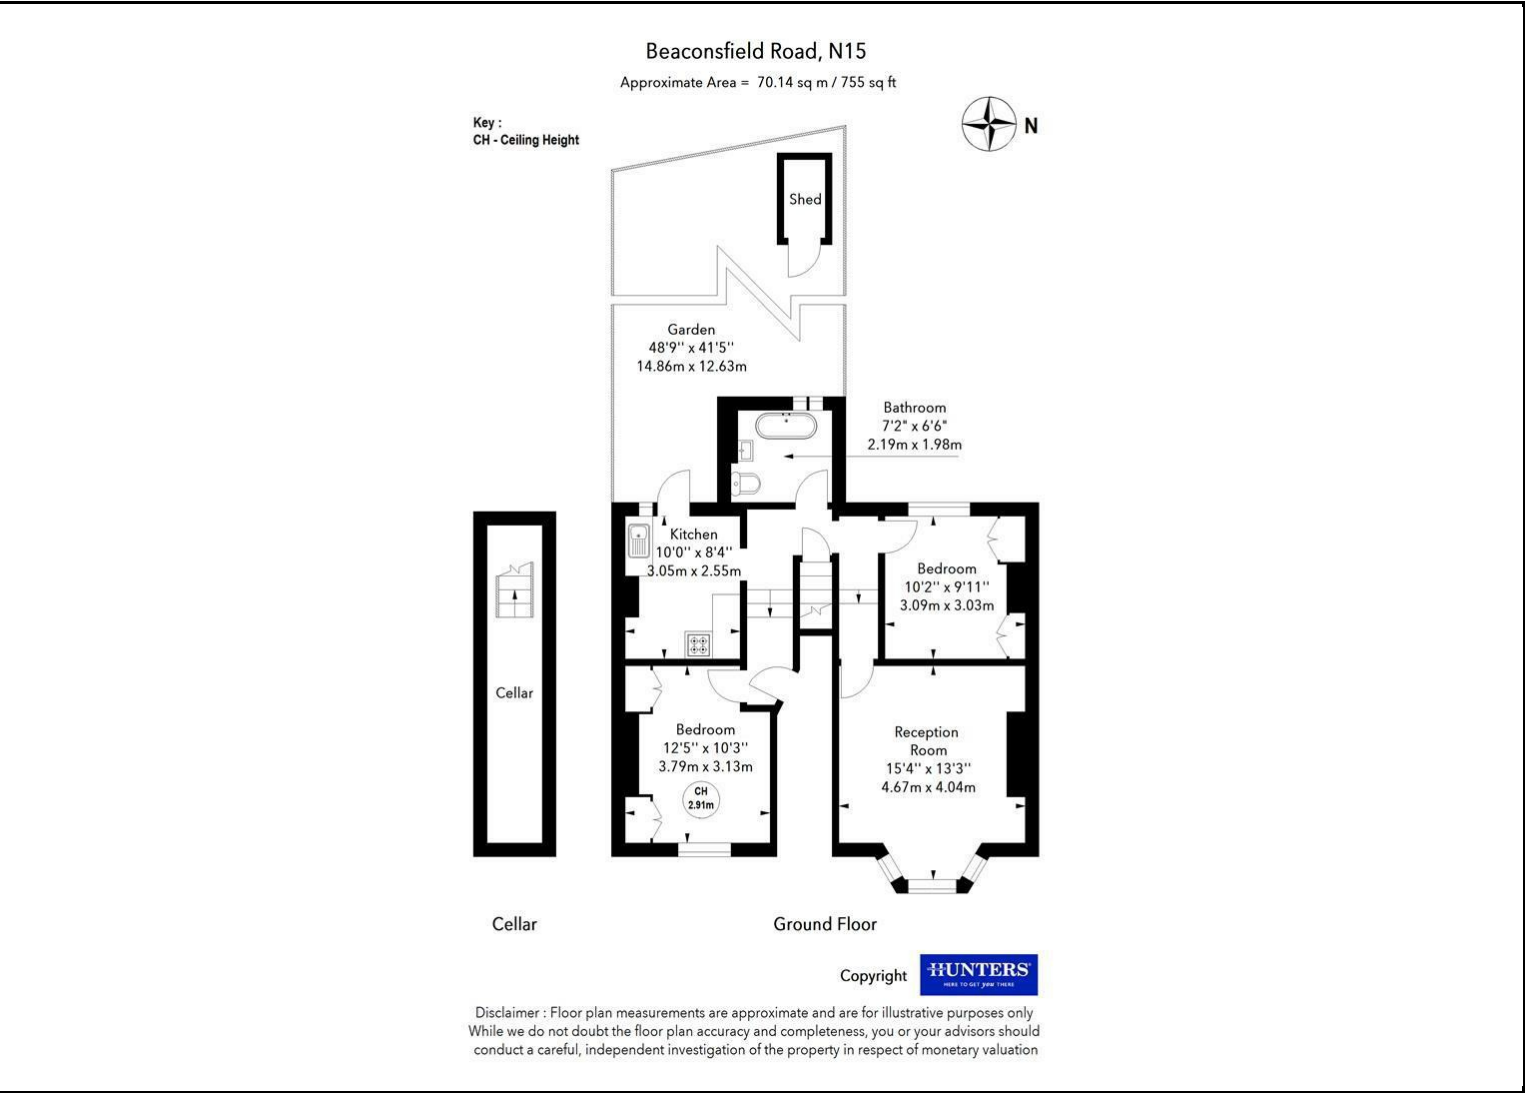 Beaconsfield Road, N15
Approximate Area = 70.14 sq m / 755 sq ft
Key :
CH - Ceiling Height
N
Shed
Garden
48'9'' x 41'5''
14.86m x 12.63m
Bathroom
7'2" x 6'6"
2.19m x 1.98m
Kitchen
10'0'' x 8'4''
3.05m x 2.55m
Bedroom
10'2'' x 9'11''
3.09m x 3.03m
Cellar
Bedroom
12'5'' x 10'3''
3.79m x 3.13m
CH
2.91m
Reception
Room
15'4'' x 13'3''
4.67m x 4.04m
Cellar
Ground Floor
Copyright
HUNTERS®
HERE TO GET you THERE
Disclaimer : Floor plan measurements are approximate and are for illustrative purposes only
While we do not doubt the floor plan accuracy and completeness, you or your advisors should
conduct a careful, independent investigation of the property in respect of monetary valuation